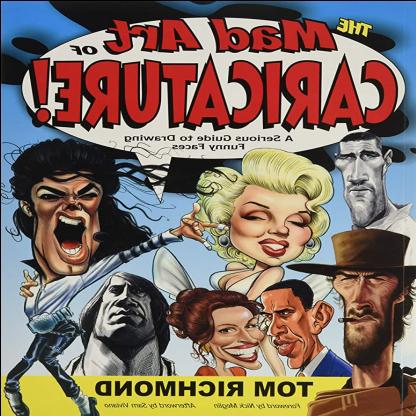 THE
Mad Art OF
CARICATURE!
A Serious Guide to Drawing
Funny Faces
TOM RICHMOND
Foreword by Nick Meglin
Afterword by Sam Viviano